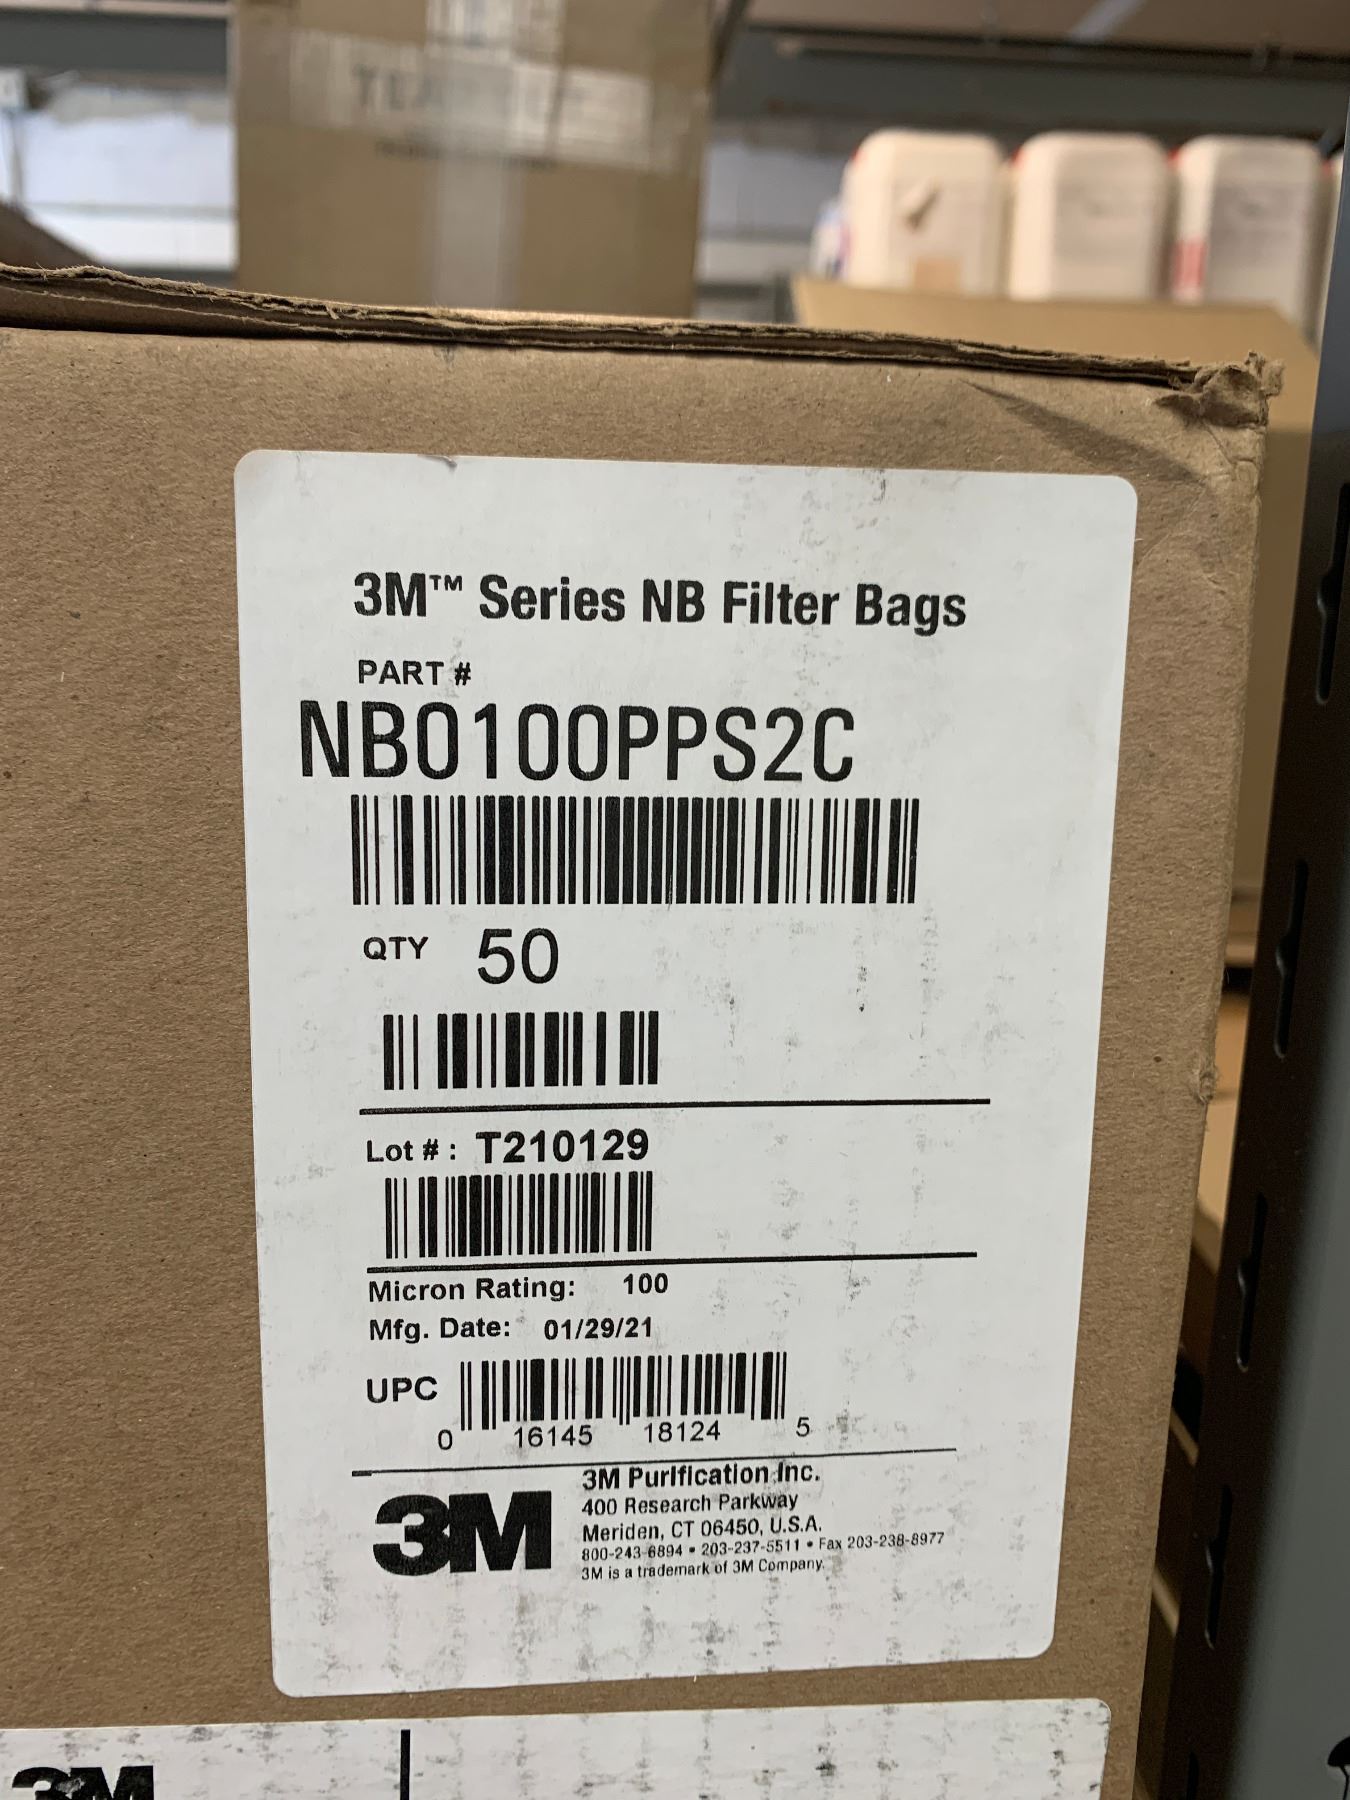 3M™ Series NB Filter Bags
PART #
NB0100PPS2C
QTY 50
Lot # : T210129
Micron Rating: 100
Mfg. Date: 01/29/21
UPC
0 16145 18124 5
3M
3M Purification Inc.
400 Research Parkway
Meriden, CT 06450, U.S.A.
800-243-6894 • 203-237-5511 • Fax 203-238-8977
3M is a trademark of 3M Company.
3M